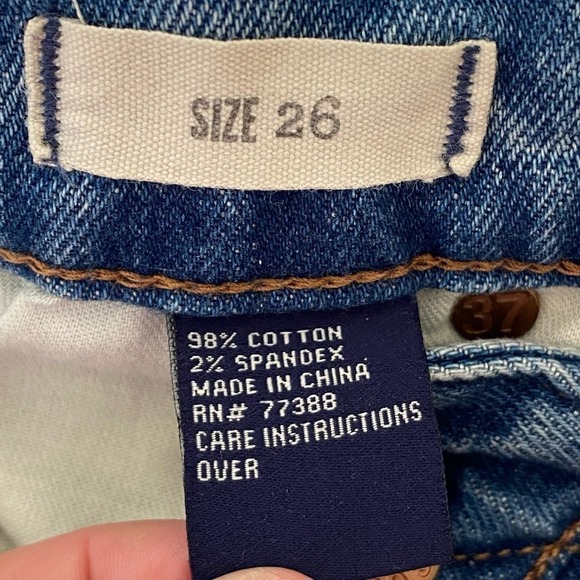 SIZE 26
37
98% COTTON
2% SPANDEX
MADE IN CHINA
RN# 77388
CARE INSTRUCTIONS
OVER